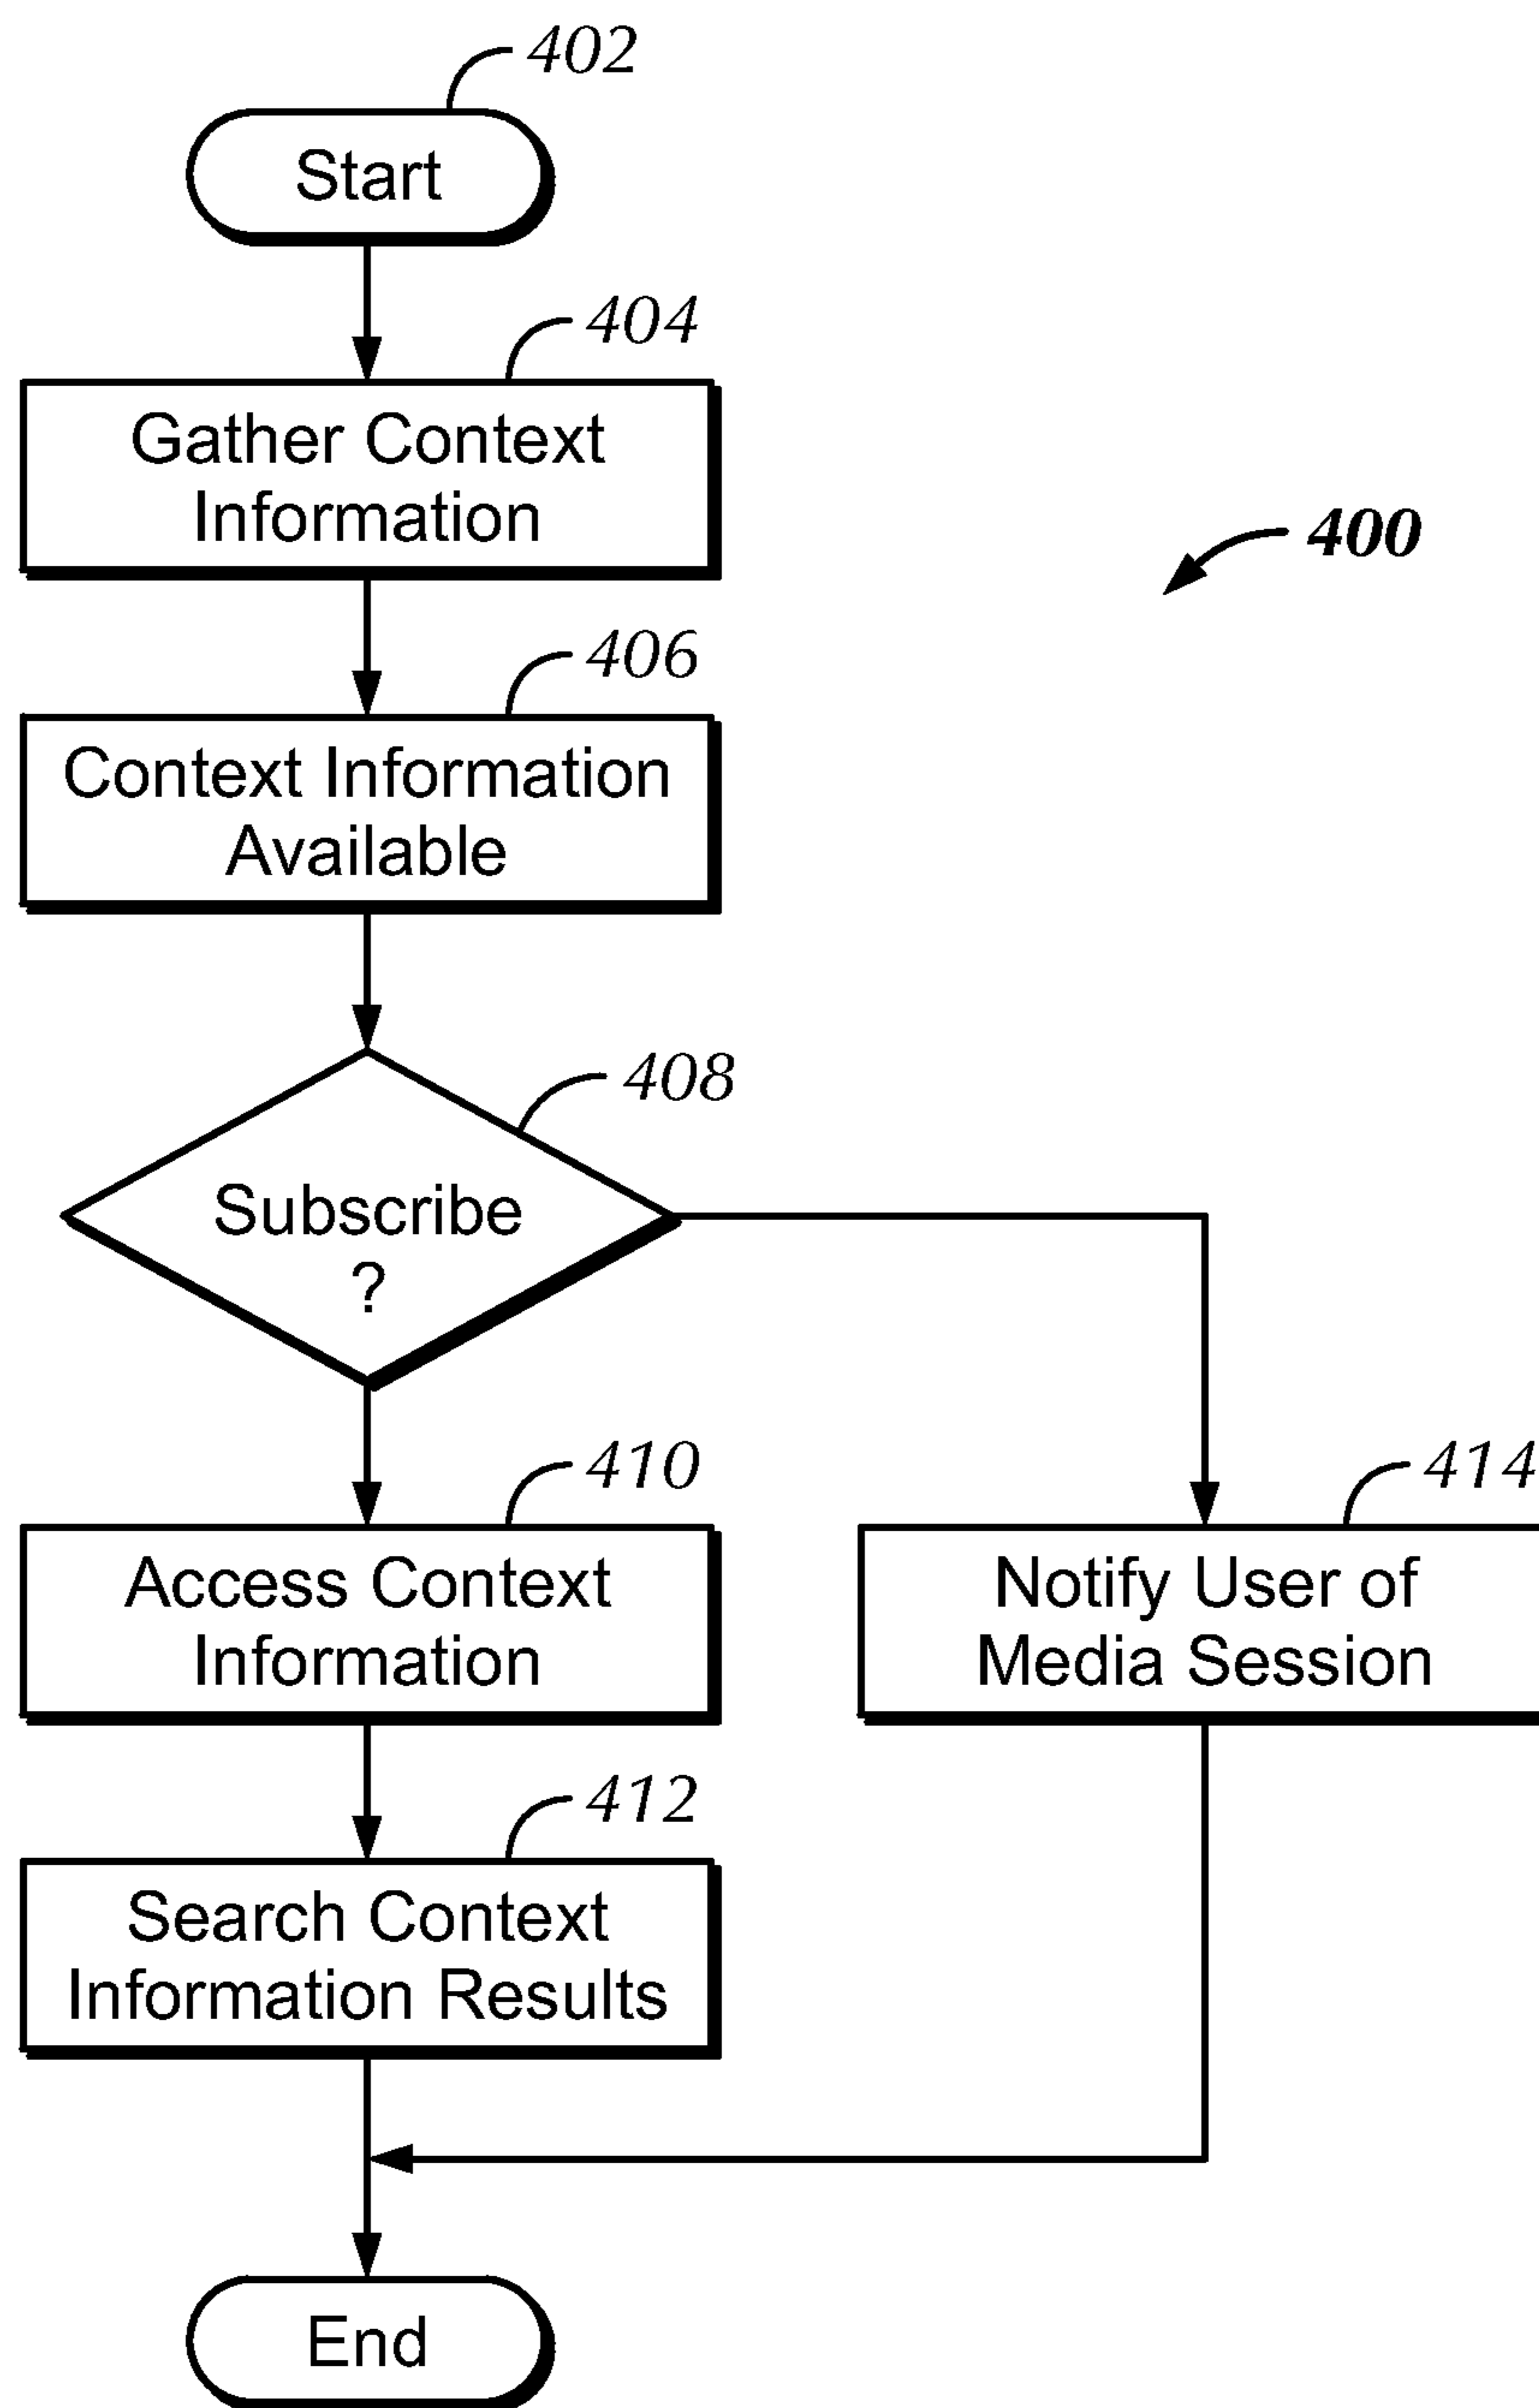 402
Start
404
Gather Context
Information
400
406
Context Information
Available
408
Subscribe
?
410
Access Context
Information
414
Notify User of
Media Session
412
Search Context
Information Results
End